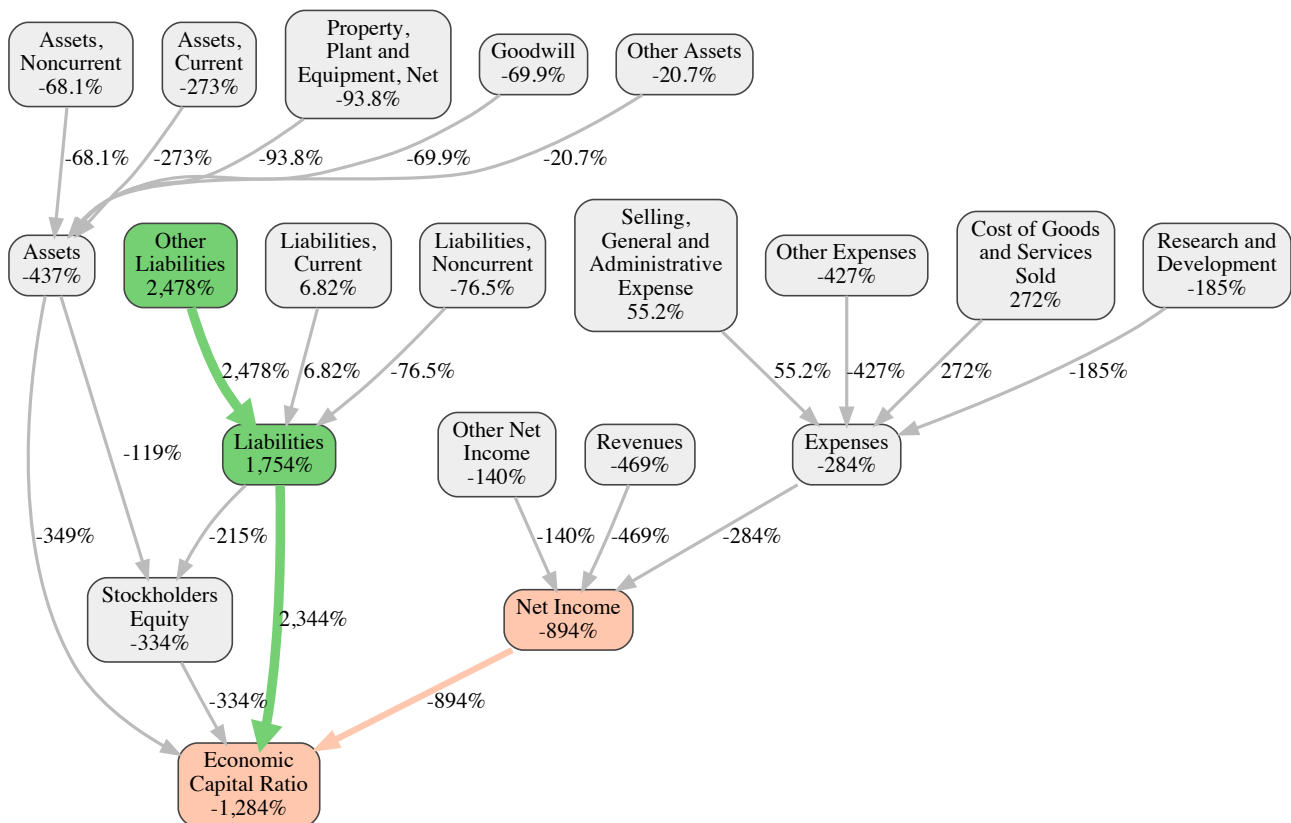 Assets,
Noncurrent
-68.1%
Assets,
Current
-273%
Property,
Plant and
Equipment, Net
-93.8%
Goodwill
-69.9%
Other Assets
-20.7%
-68.1%
-273%
-93.8%
-69.9%
-20.7%
Assets
-437%
Other
Liabilities
2,478%
Liabilities,
Current
6.82%
Liabilities,
Noncurrent
-76.5%
Selling,
General and
Administrative
Expense
55.2%
Other Expenses
-427%
Cost of Goods
and Services
Sold
272%
Research and
Development
-185%
2,478%
6.82%
-76.5%
55.2%
-427%
272%
-185%
-119%
Liabilities
1,754%
Other Net
Income
-140%
Revenues
-469%
Expenses
-284%
-349%
-215%
-140%
-469%
-284%
Stockholders
Equity
-334%
2,344%
Net Income
-894%
-334%
-894%
Economic
Capital Ratio
-1,284%